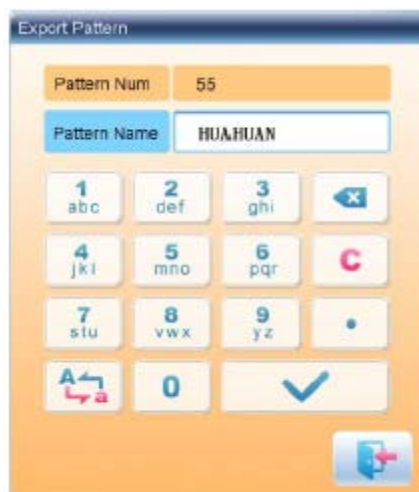 Export Pattern
Pattern Num 55
Pattern Name HUAHUAN
1 2 3
abc def ghi
4 5 6 C
jkl mno pqr
7 8 9 .
stu vwx yz
A a 0